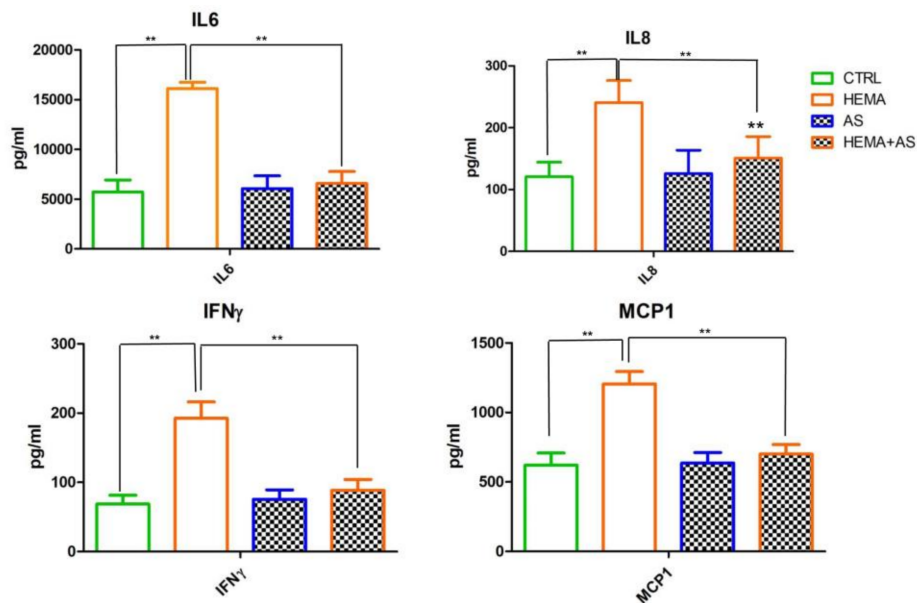 IL6
** **
20000
15000
10000
5000
0
pg/ml
IL6
IL8
** **
**
300
200
100
0
pg/ml
IL8
CTRL
HEMA
AS
HEMA+AS
IFNγ
** **
300
200
100
0
pg/ml
IFNγ
MCP1
** **
1500
1000
500
0
pg/ml
MCP1